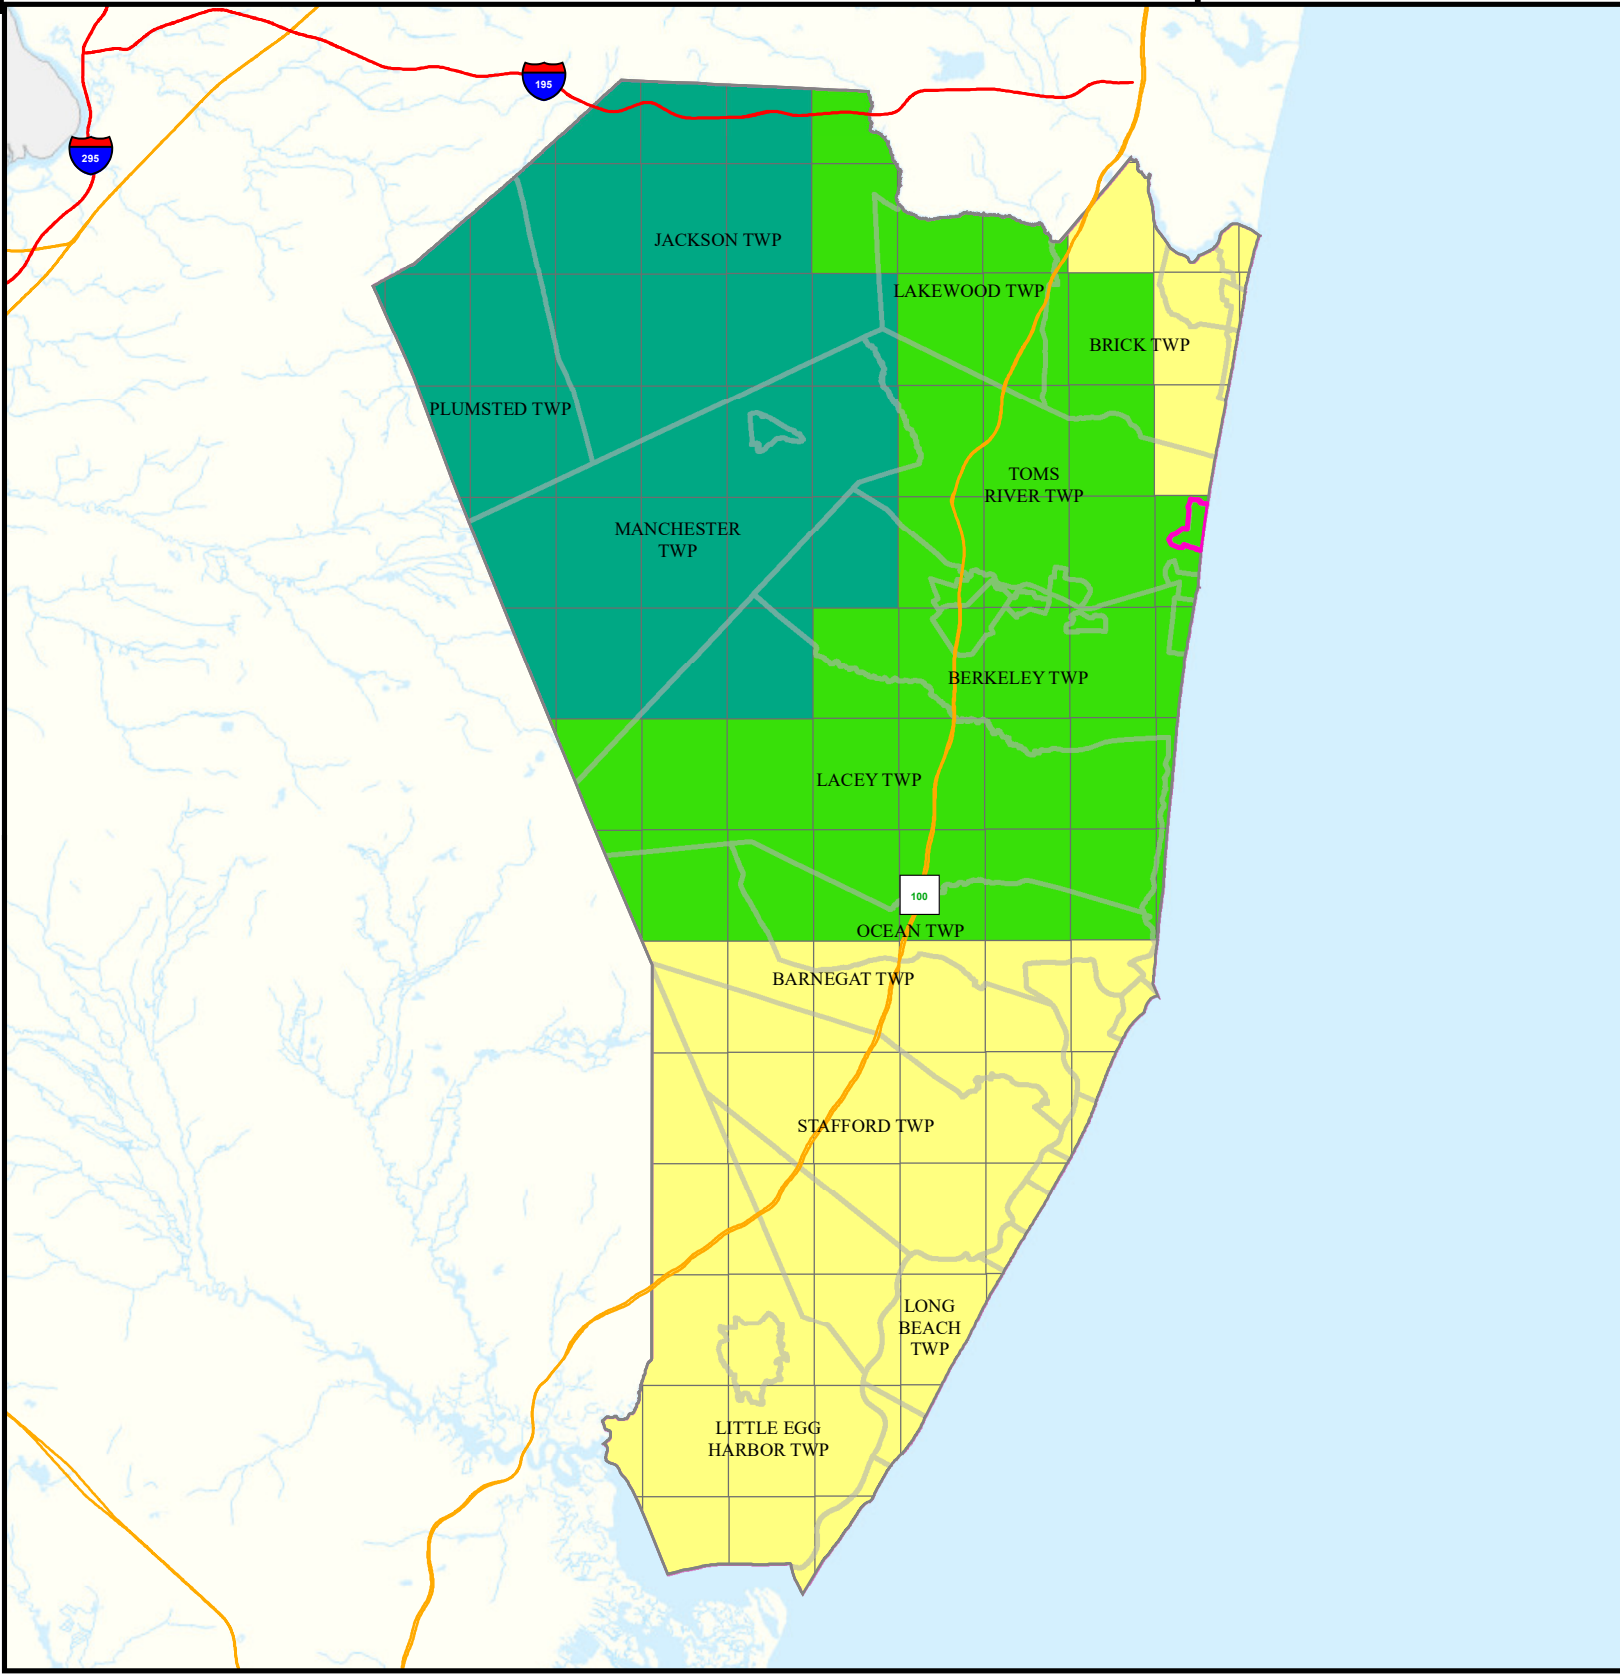 195
295
JACKSON TWP
LAKEWOOD TWP
BRICK TWP
PLUMSTED TWP
TOMS
RIVER TWP
MANCHESTER
TWP
BERKELEY TWP
LACEY TWP
100
OCEAN TWP
BARNEGAT TWP
STAFFORD TWP
LONG
BEACH
TWP
LITTLE EGG
HARBOR TWP